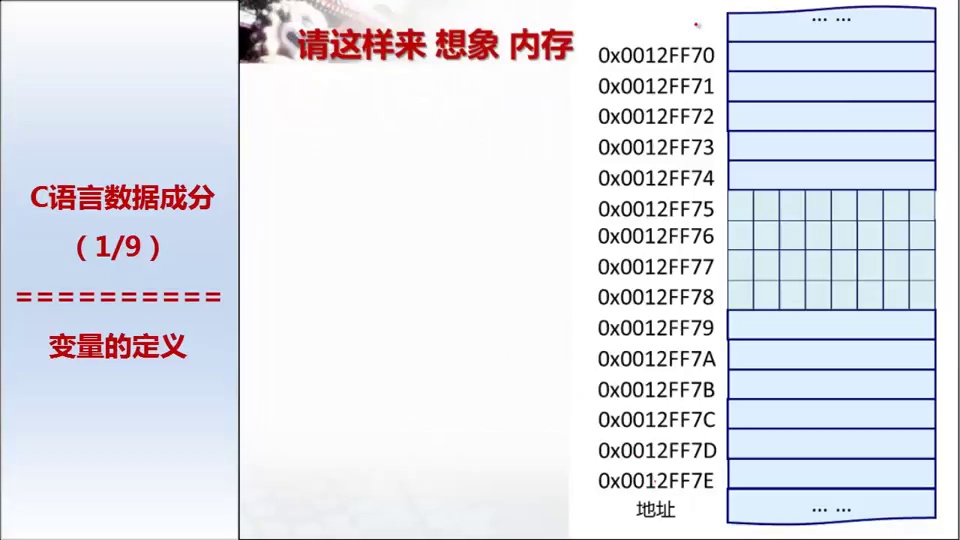 请这样来 想象 内存
C语言数据成分
（1/9）
==========
变量的定义
... ...
0x0012FF70
0x0012FF71
0x0012FF72
0x0012FF73
0x0012FF74
0x0012FF75
0x0012FF76
0x0012FF77
0x0012FF78
0x0012FF79
0x0012FF7A
0x0012FF7B
0x0012FF7C
0x0012FF7D
0x0012FF7E
地址
... ...